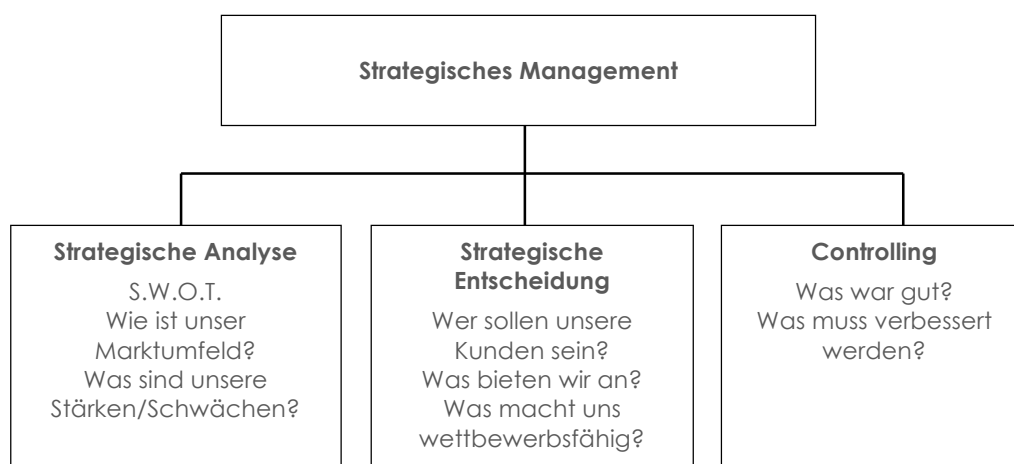 Strategisches Management
Strategische Analyse
S.W.O.T.
Wie ist unser
Marktumfeld?
Was sind unsere
Stärken/Schwächen?
Strategische
Entscheidung
Wer sollen unsere
Kunden sein?
Was bieten wir an?
Was macht uns
wettbewerbsfähig?
Controlling
Was war gut?
Was muss verbessert
werden?